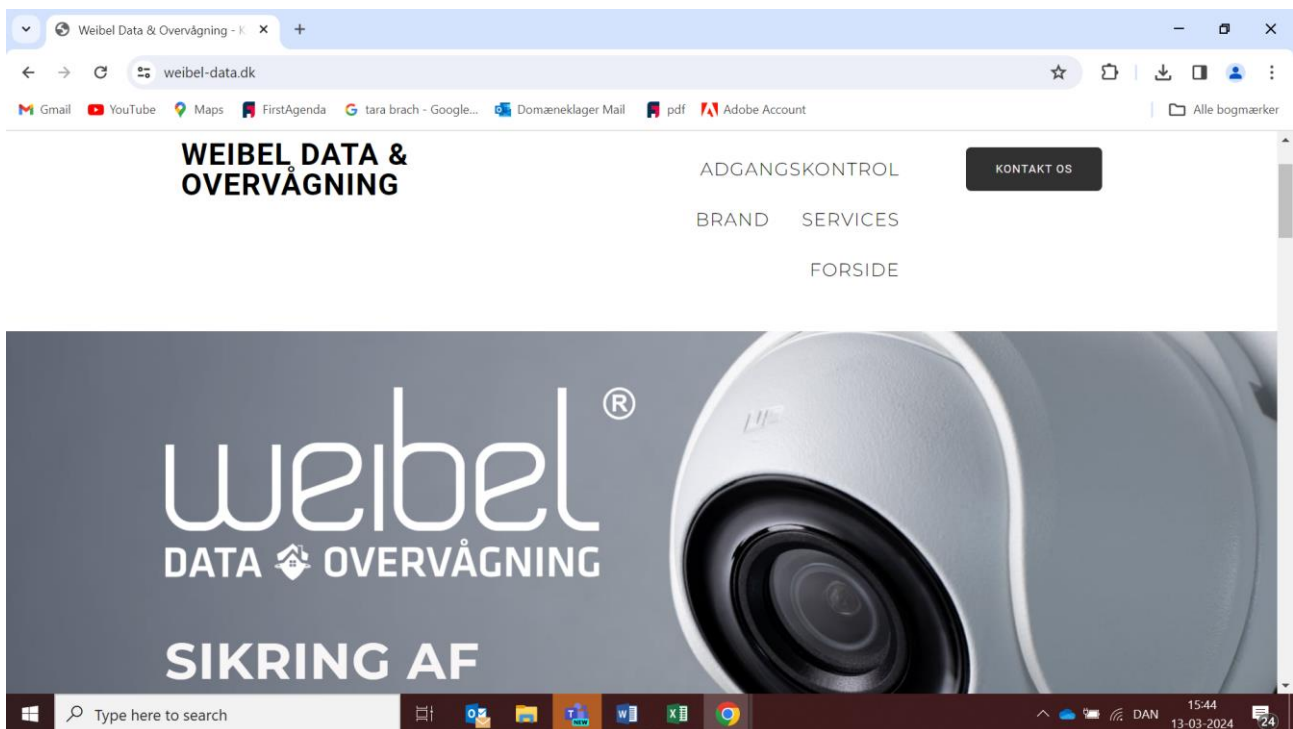 Weibel Data & Overvågning - K
weibel-data.dk
Gmail YouTube Maps FirstAgenda tara brach - Google... Domæneklager Mail pdf Adobe Account Alle bogmærker
WEIBEL DATA &
OVERVÅGNING
ADGANGSKONTROL
KONTAKT OS
BRAND SERVICES
FORSIDE
weibel®
DATA OVERVÅGNING
SIKRING AF
Type here to search
DAN
15:44
13-03-2024
24